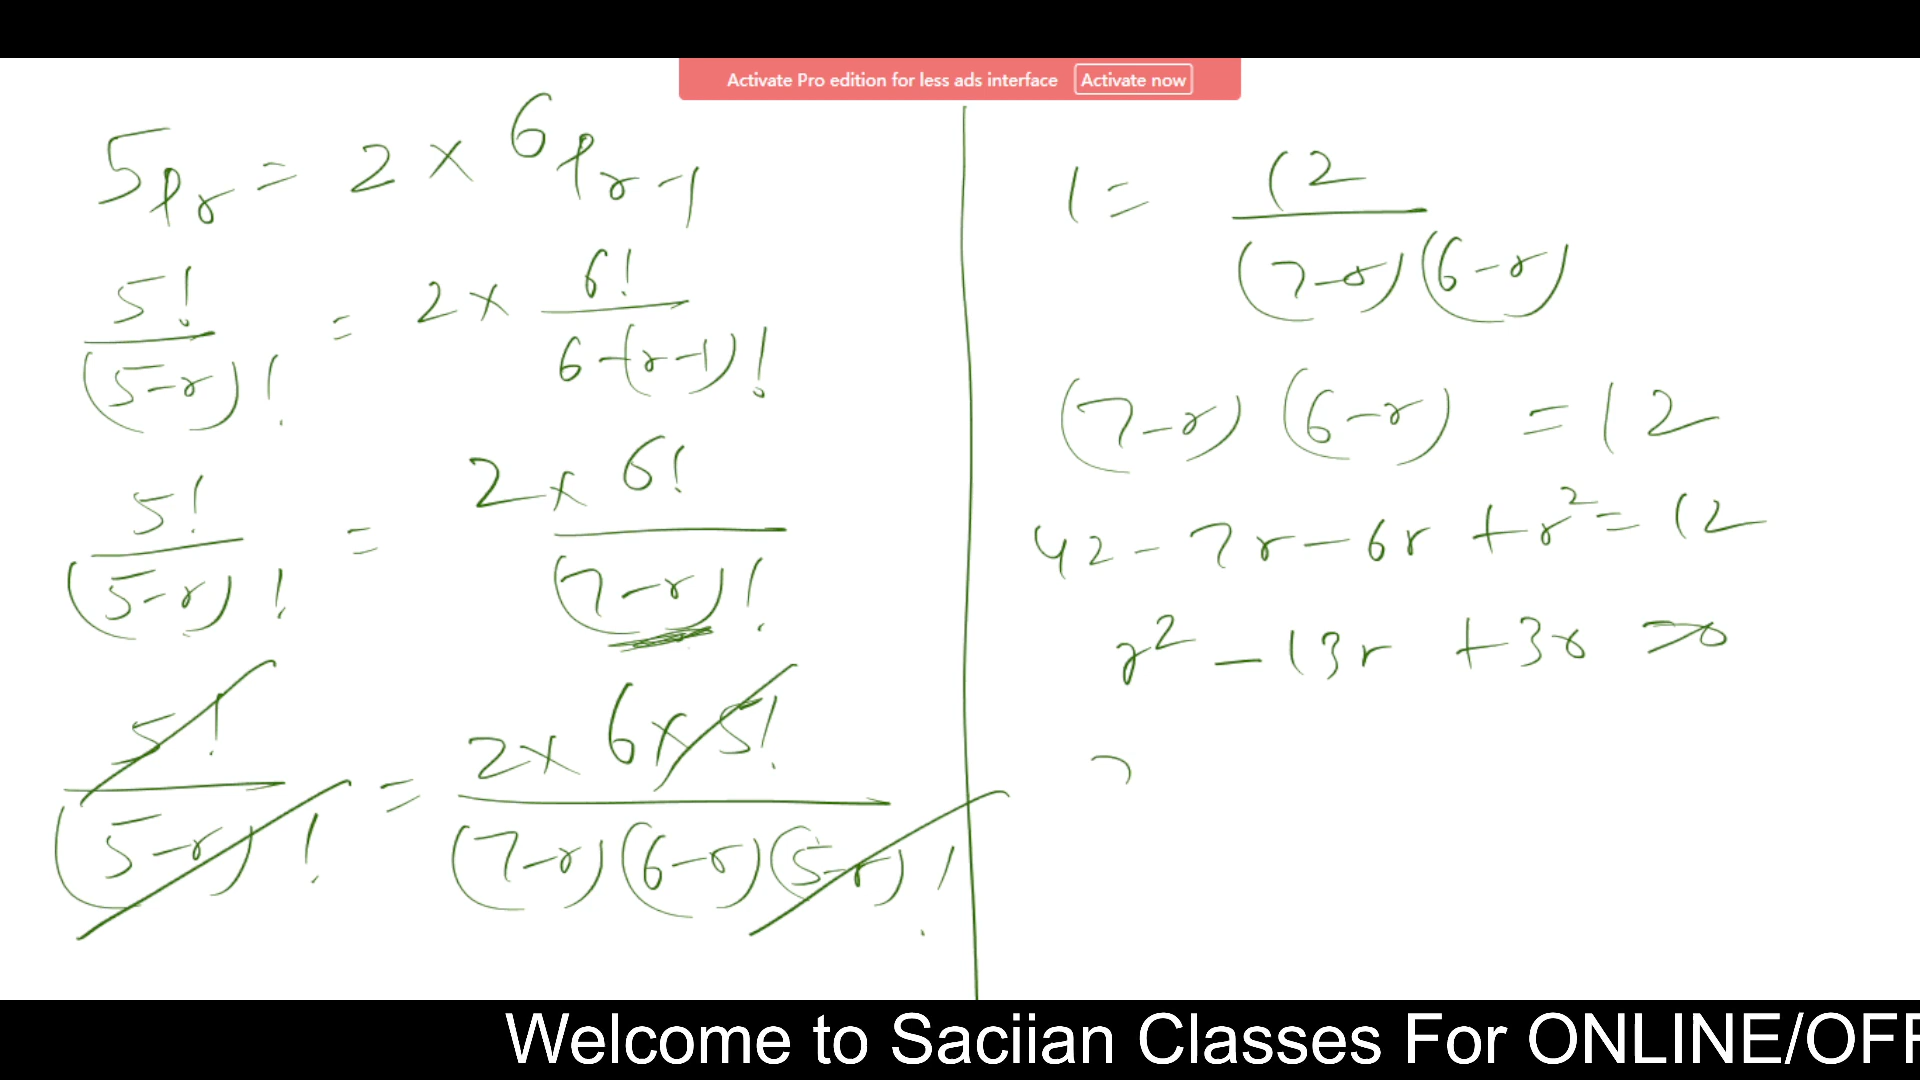 Activate Pro edition for less ads interface Activate now
5Pr = 2 × 6Pr-1
5!/(5-r)! = 2 × 6!/6-(r-1)!
5!/(5-r)! = 2 × 6!/(7-r)!
5!/(5-r)! = 2 × 6 × 5!/(7-r)(6-r)(5-r)!
1 = 12/(7-r)(6-r)
(7-r)(6-r) = 12
42 - 7r - 6r + r² = 12
r² - 13r + 30 = 0
Welcome to Saciian Classes For ONLINE/OFF